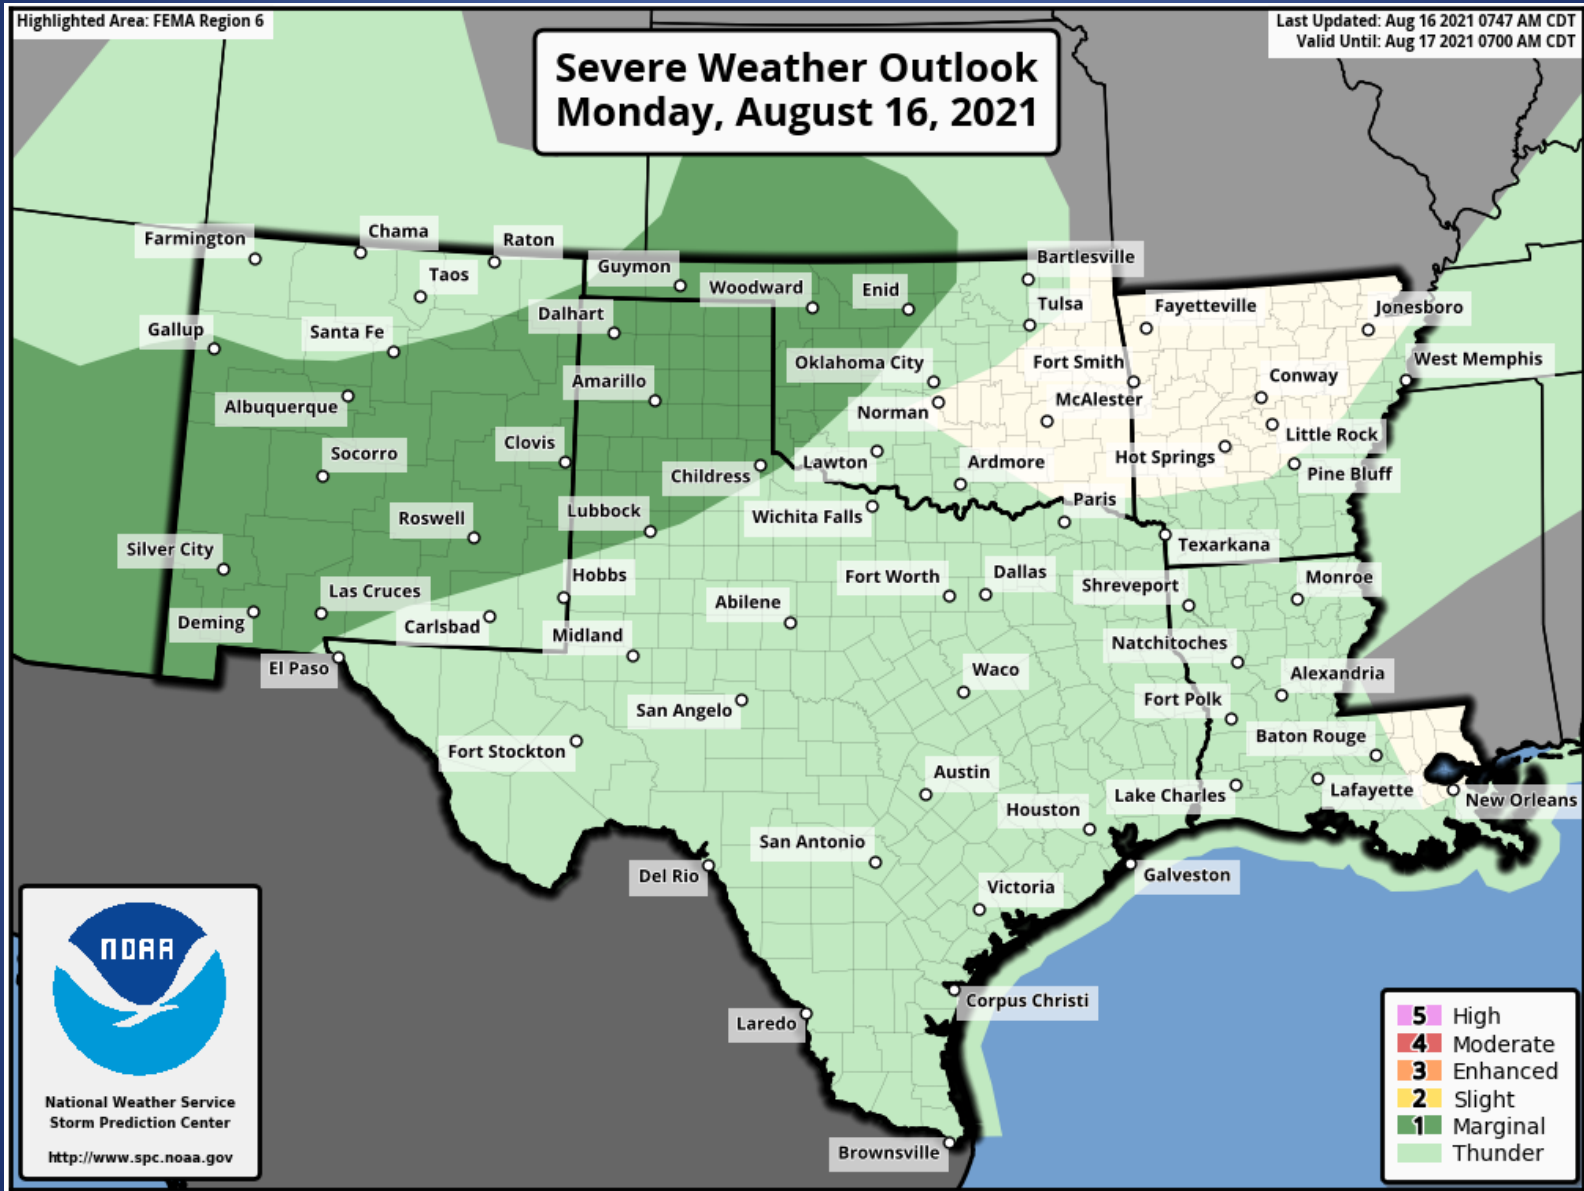 Highlighted Area: FEMA Region 6
Last Updated: Aug 16 2021 0747 AM CDT
Valid Until: Aug 17 2021 0700 AM CDT
Severe Weather Outlook
Monday, August 16, 2021
Farmington
Chama
Raton
Taos
Guymon
Woodward
Enid
Bartlesville
Tulsa
Fayetteville
Jonesboro
Gallup
Santa Fe
Dalhart
Oklahoma City
Fort Smith
Conway
West Memphis
Albuquerque
Amarillo
Norman
McAlester
Little Rock
Socorro
Clovis
Childress
Lawton
Ardmore
Hot Springs
Pine Bluff
Roswell
Lubbock
Wichita Falls
Paris
Texarkana
Silver City
Las Cruces
Hobbs
Fort Worth
Dallas
Shreveport
Monroe
Deming
Carlsbad
Midland
Abilene
Natchitoches
El Paso
San Angelo
Waco
Fort Polk
Alexandria
Fort Stockton
Baton Rouge
Austin
Houston
Lake Charles
Lafayette
New Orleans
San Antonio
Del Rio
Victoria
Galveston
Corpus Christi
Laredo
Brownsville
NOAA
National Weather Service
Storm Prediction Center
http://www.spc.noaa.gov
5 High
4 Moderate
3 Enhanced
2 Slight
1 Marginal
Thunder